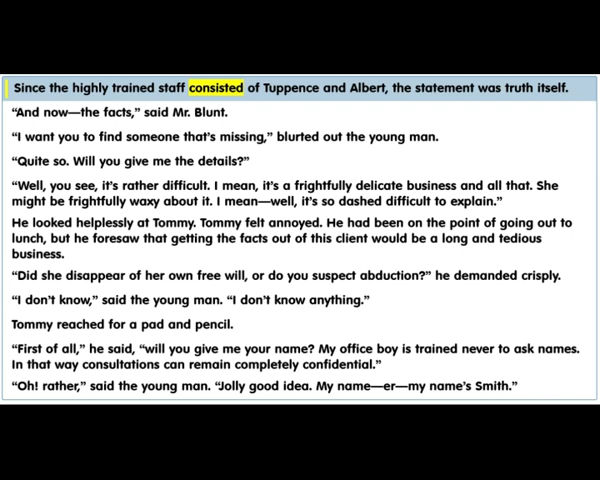 Since the highly trained staff consisted of Tuppence and Albert, the statement was truth itself.
“And now—the facts,” said Mr. Blunt.
“I want you to find someone that’s missing,” blurted out the young man.
“Quite so. Will you give me the details?”
“Well, you see, it’s rather difficult. I mean, it’s a frightfully delicate business and all that. She
might be frightfully waxy about it. I mean—well, it’s so dashed difficult to explain.”
He looked helplessly at Tommy. Tommy felt annoyed. He had been on the point of going out to
lunch, but he foresaw that getting the facts out of this client would be a long and tedious
business.
“Did she disappear of her own free will, or do you suspect abduction?” he demanded crisply.
“I don’t know,” said the young man. “I don’t know anything.”
Tommy reached for a pad and pencil.
“First of all,” he said, “will you give me your name? My office boy is trained never to ask names.
In that way consultations can remain completely confidential.”
“Oh! rather,” said the young man. “Jolly good idea. My name—er—my name’s Smith.”